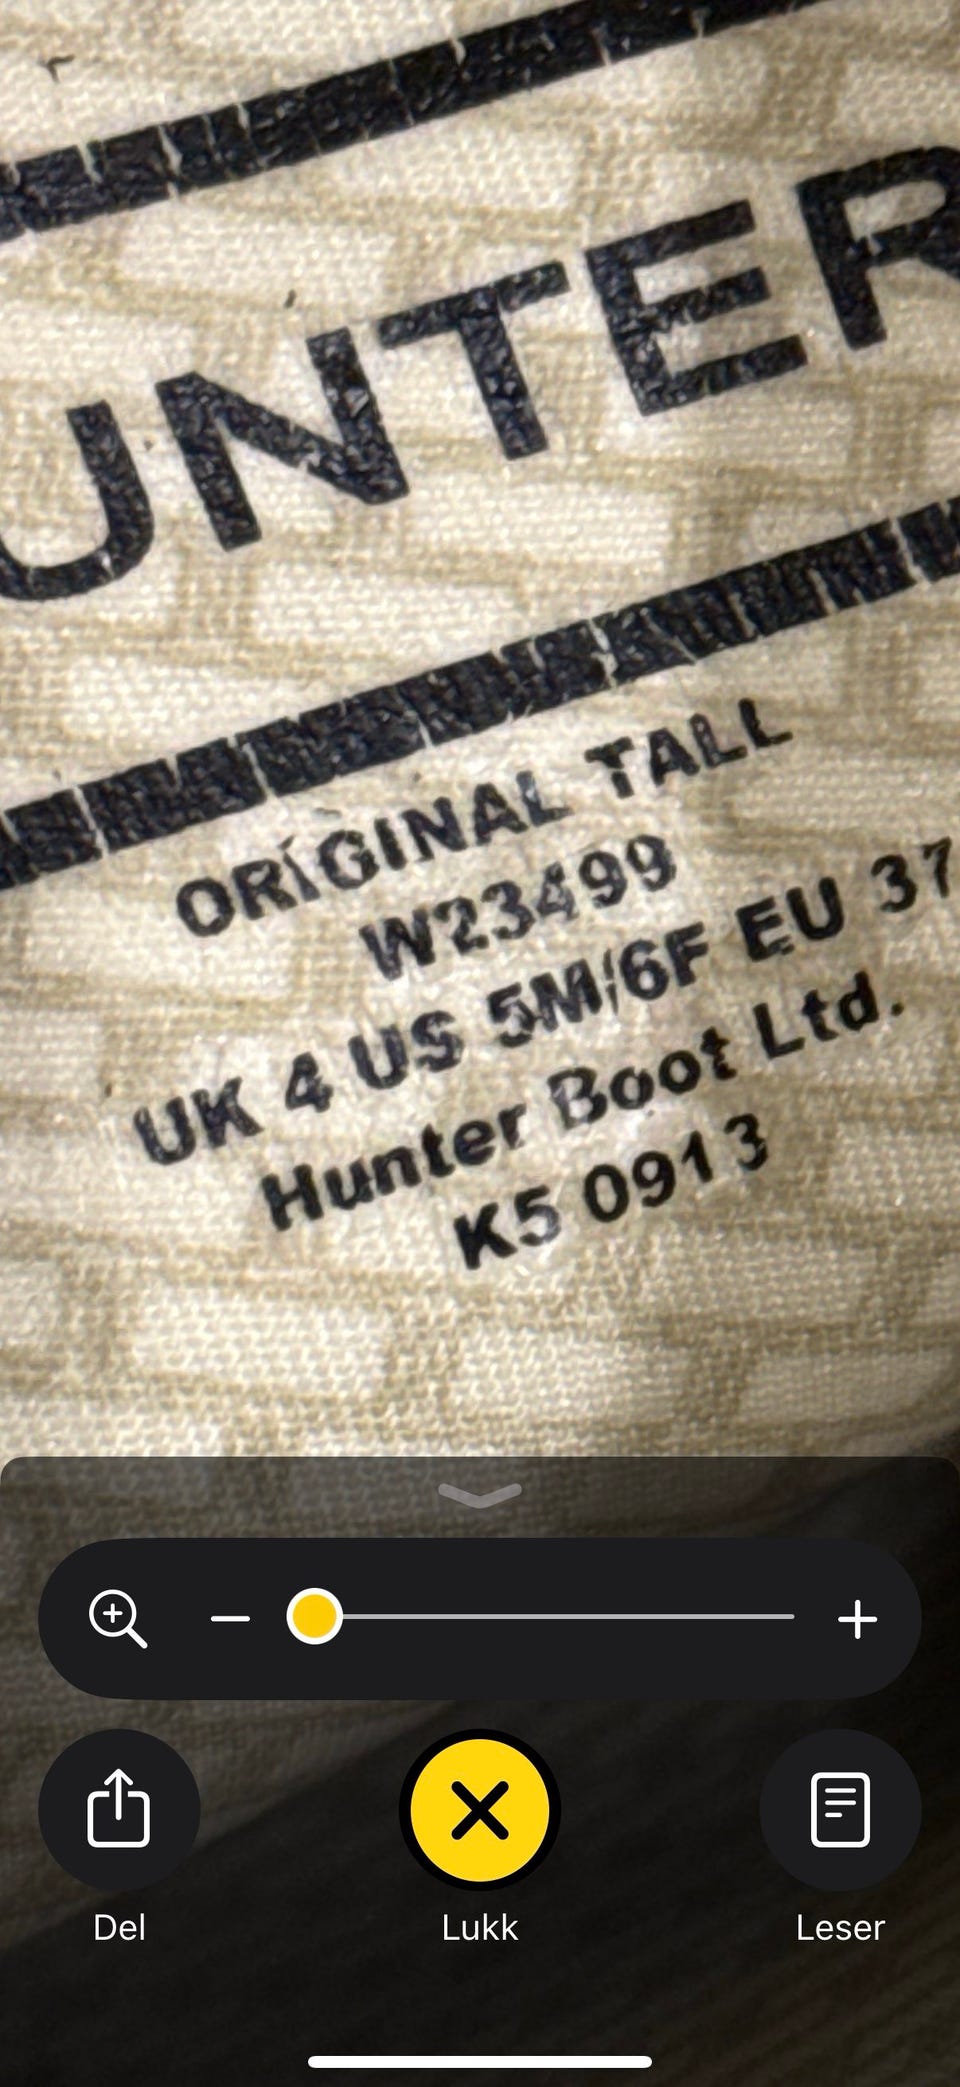 UNTER
ORIGINAL TALL
W23499
UK 4 US 5M/6F EU 37
Hunter Boot Ltd.
K5 0913
Del
Lukk
Leser